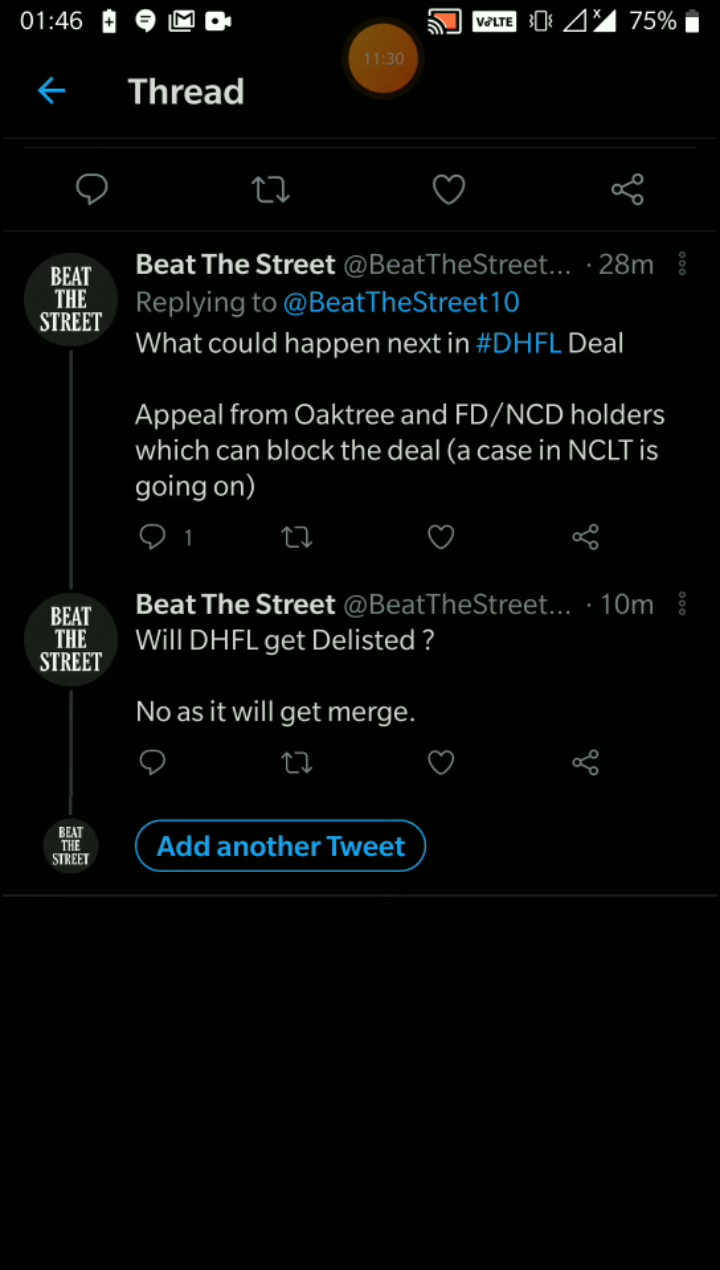 01:46 VoLTE 75%
11:30
Thread
BEAT THE STREET
Beat The Street @BeatTheStreet... · 28m
Replying to @BeatTheStreet10
What could happen next in #DHFL Deal
Appeal from Oaktree and FD/NCD holders
which can block the deal (a case in NCLT is
going on)
1
BEAT THE STREET
Beat The Street @BeatTheStreet... · 10m
Will DHFL get Delisted ?
No as it will get merge.
BEAT THE STREET
Add another Tweet